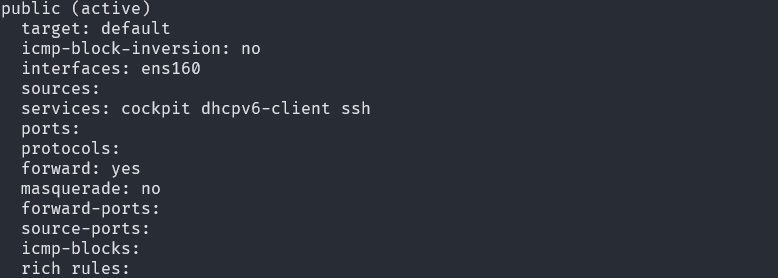 public (active)
  target: default
  icmp-block-inversion: no
  interfaces: ens160
  sources:
  services: cockpit dhcpv6-client ssh
  ports:
  protocols:
  forward: yes
  masquerade: no
  forward-ports:
  source-ports:
  icmp-blocks:
  rich rules: